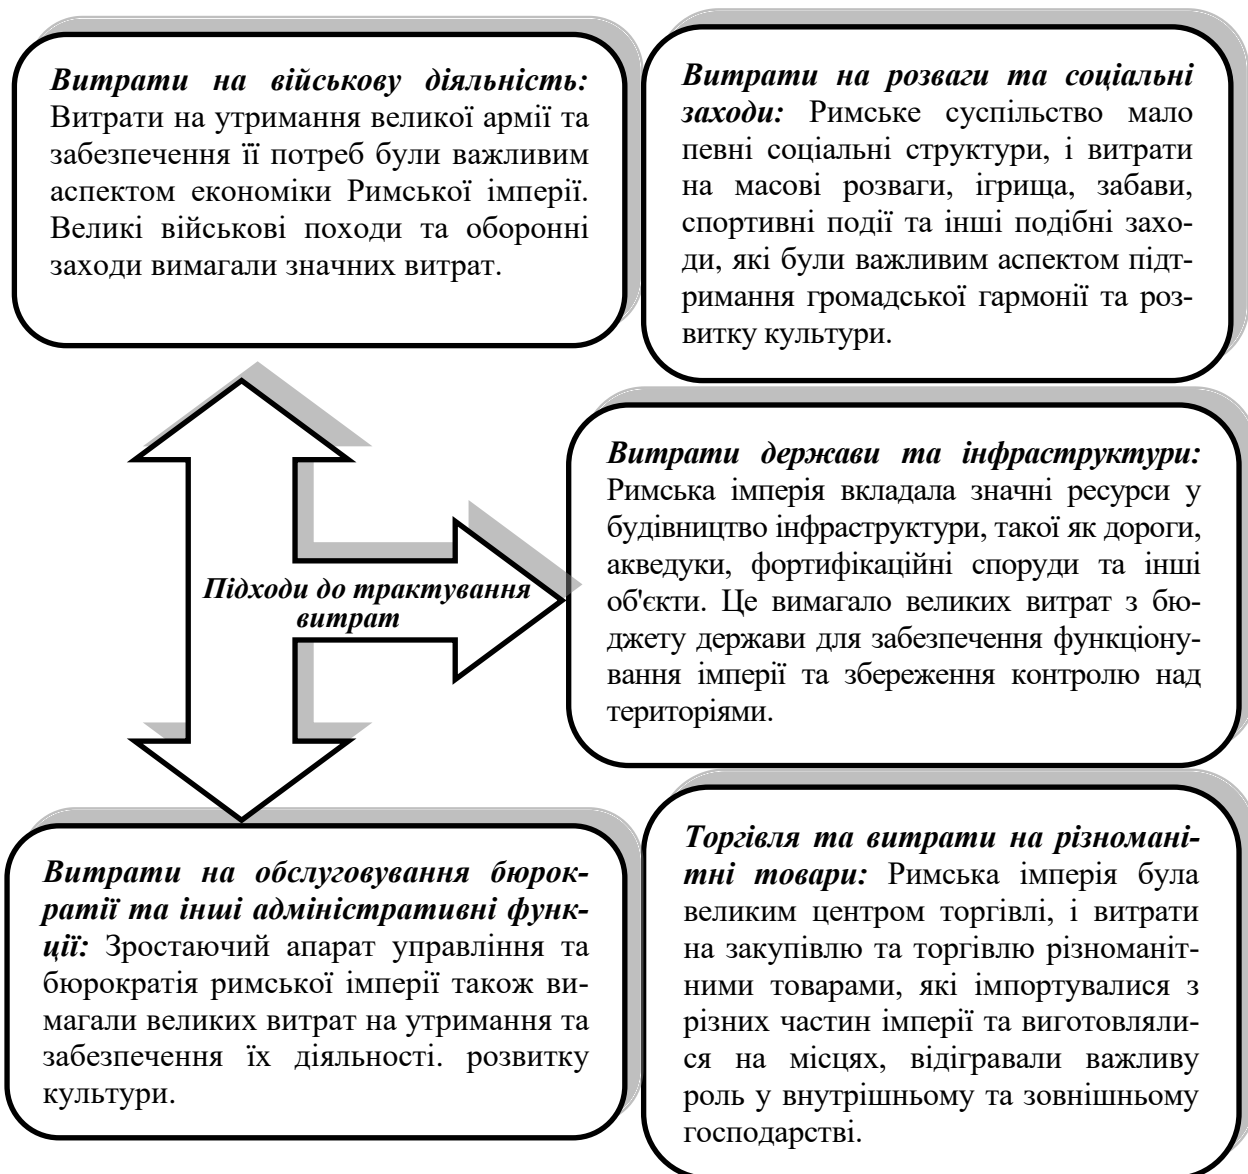 Витрати на військову діяльність:
Витрати на утримання великої армії та
забезпечення її потреб були важливим
аспектом економіки Римської імперії.
Великі військові походи та оборонні
заходи вимагали значних витрат.
Витрати на розваги та соціальні
заходи: Римське суспільство мало
певні соціальні структури, і витрати
на масові розваги, ігрища, забави,
спортивні події та інші подібні захо-
ди, які були важливим аспектом підт-
римання громадської гармонії та роз-
витку культури.
Підходи до трактування
витрат
Витрати держави та інфраструктури:
Римська імперія вкладала значні ресурси у
будівництво інфраструктури, такої як дороги,
акведуки, фортифікаційні споруди та інші
об'єкти. Це вимагало великих витрат з бю-
джету держави для забезпечення функціону-
вання імперії та збереження контролю над
територіями.
Витрати на обслуговування бюрок-
ратії та інші адміністративні функ-
ції: Зростаючий апарат управління та
бюрократія римської імперії також ви-
магали великих витрат на утримання та
забезпечення їх діяльності. розвитку
культури.
Торгівля та витрати на різномані-
тні товари: Римська імперія була
великим центром торгівлі, і витрати
на закупівлю та торгівлю різноманіт-
ними товарами, які імпортувалися з
різних частин імперії та виготовляли-
ся на місцях, відігравали важливу
роль у внутрішньому та зовнішньому
господарстві.